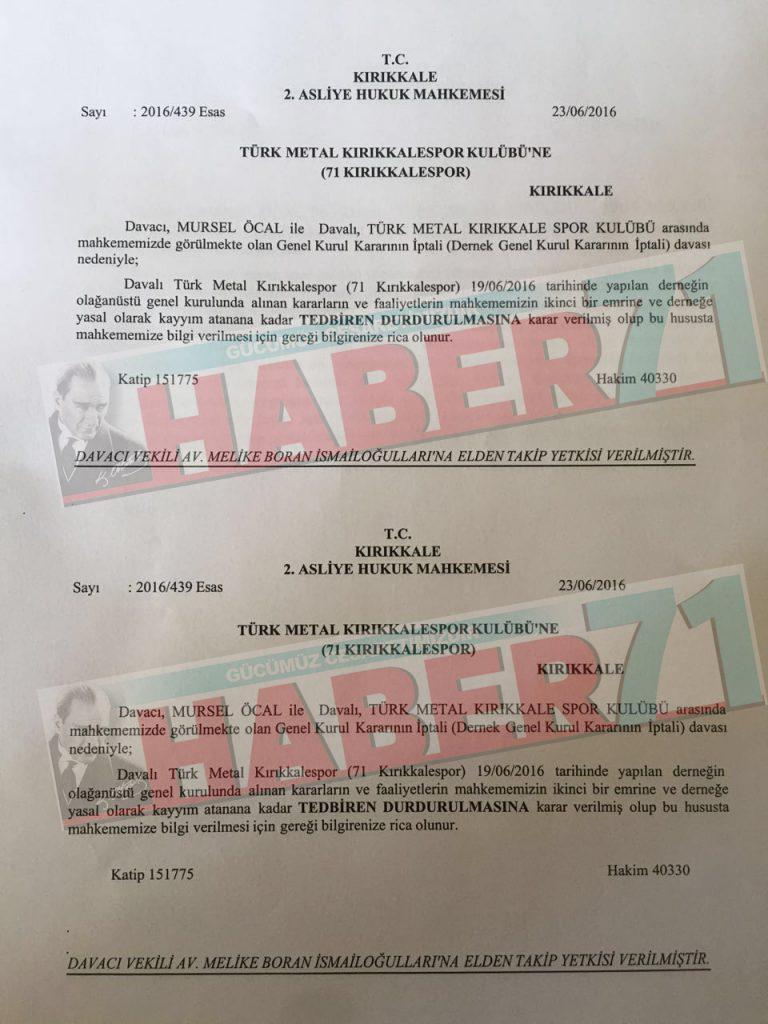 T.C.
KIRIKKALE
2. ASLİYE HUKUK MAHKEMESİ
Sayı : 2016/439 Esas 23/06/2016
TÜRK METAL KIRIKKALESPOR KULÜBÜ'NE
(71 KIRIKKALESPOR)
KIRIKKALE
Davacı, MURSEL ÖCAL ile Davalı, TÜRK METAL KIRIKKALE SPOR KULÜBÜ arasında
mahkememizde görülmekte olan Genel Kurul Kararının İptali (Dernek Genel Kurul Kararının İptali) davası
nedeniyle;
Davalı Türk Metal Kırıkkalespor (71 Kırıkkalespor) 19/06/2016 tarihinde yapılan derneğin
olağanüstü genel kurulunda alınan kararların ve faaliyetlerin mahkememizin ikinci bir emrine ve derneğe
yasal olarak kayyım atanana kadar TEDBİREN DURDURULMASINA karar verilmiş olup bu hususta
mahkememize bilgi verilmesi için gereği bilgirenize rica olunur.
GÜCÜMÜZ
HABER71
Katip 151775 Hakim 40330
DAVACI VEKİLİ AV. MELİKE BORAN İSMAİLOĞULLARI'NA ELDEN TAKİP YETKİSİ VERİLMİŞTİR.
T.C.
KIRIKKALE
2. ASLİYE HUKUK MAHKEMESİ
Sayı : 2016/439 Esas 23/06/2016
TÜRK METAL KIRIKKALESPOR KULÜBÜ'NE
(71 KIRIKKALESPOR)
KIRIKKALE
GÜCÜMÜZ
HABER71
Davacı, MURSEL ÖCAL ile Davalı, TÜRK METAL KIRIKKALE SPOR KULÜBÜ arasında
mahkememizde görülmekte olan Genel Kurul Kararının İptali (Dernek Genel Kurul Kararının İptali) davası
nedeniyle;
Davalı Türk Metal Kırıkkalespor (71 Kırıkkalespor) 19/06/2016 tarihinde yapılan derneğin
olağanüstü genel kurulunda alınan kararların ve faaliyetlerin mahkememizin ikinci bir emrine ve derneğe
yasal olarak kayyım atanana kadar TEDBİREN DURDURULMASINA karar verilmiş olup bu hususta
mahkememize bilgi verilmesi için gereği bilgirenize rica olunur.
Katip 151775 Hakim 40330
DAVACI VEKİLİ AV. MELİKE BORAN İSMAİLOĞULLARI'NA ELDEN TAKİP YETKİSİ VERİLMİŞTİR.